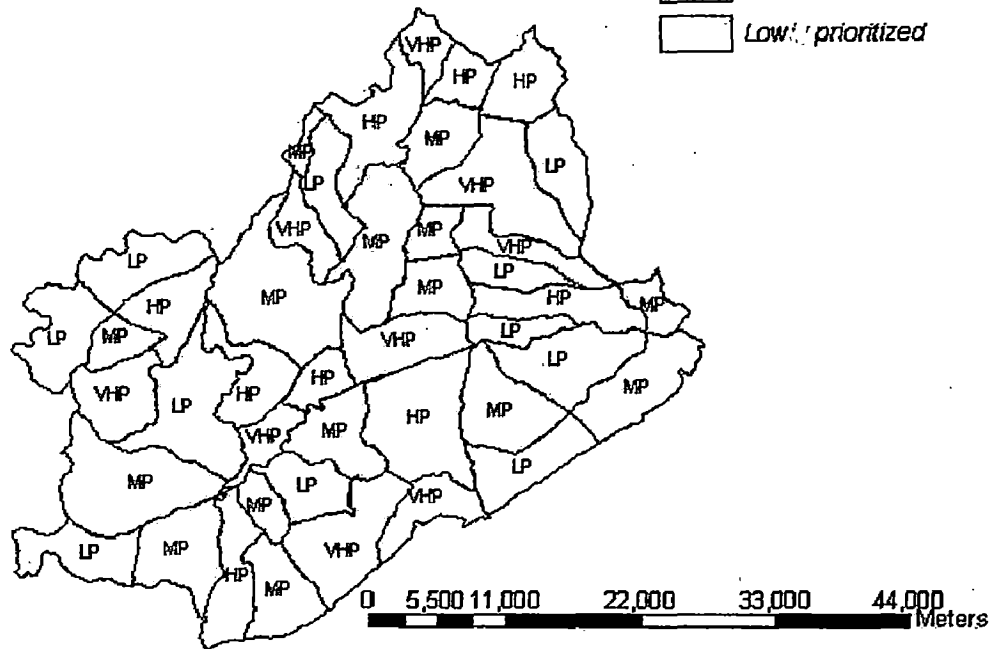 Lowly prioritized
VHP
HP HP
HP
MP
MP
LP LP
VHP
VHP MP MP
VHP
LP
LP
MP MP HP MP
HP
LP MP VHP LP LP
HP MP
VHP LP HP MP
HP
VHP MP
LP
MP LP VHP
MP
LP MP VHP
HP MP
0 5,500 11,000 22,000 33,000 44,000
Meters